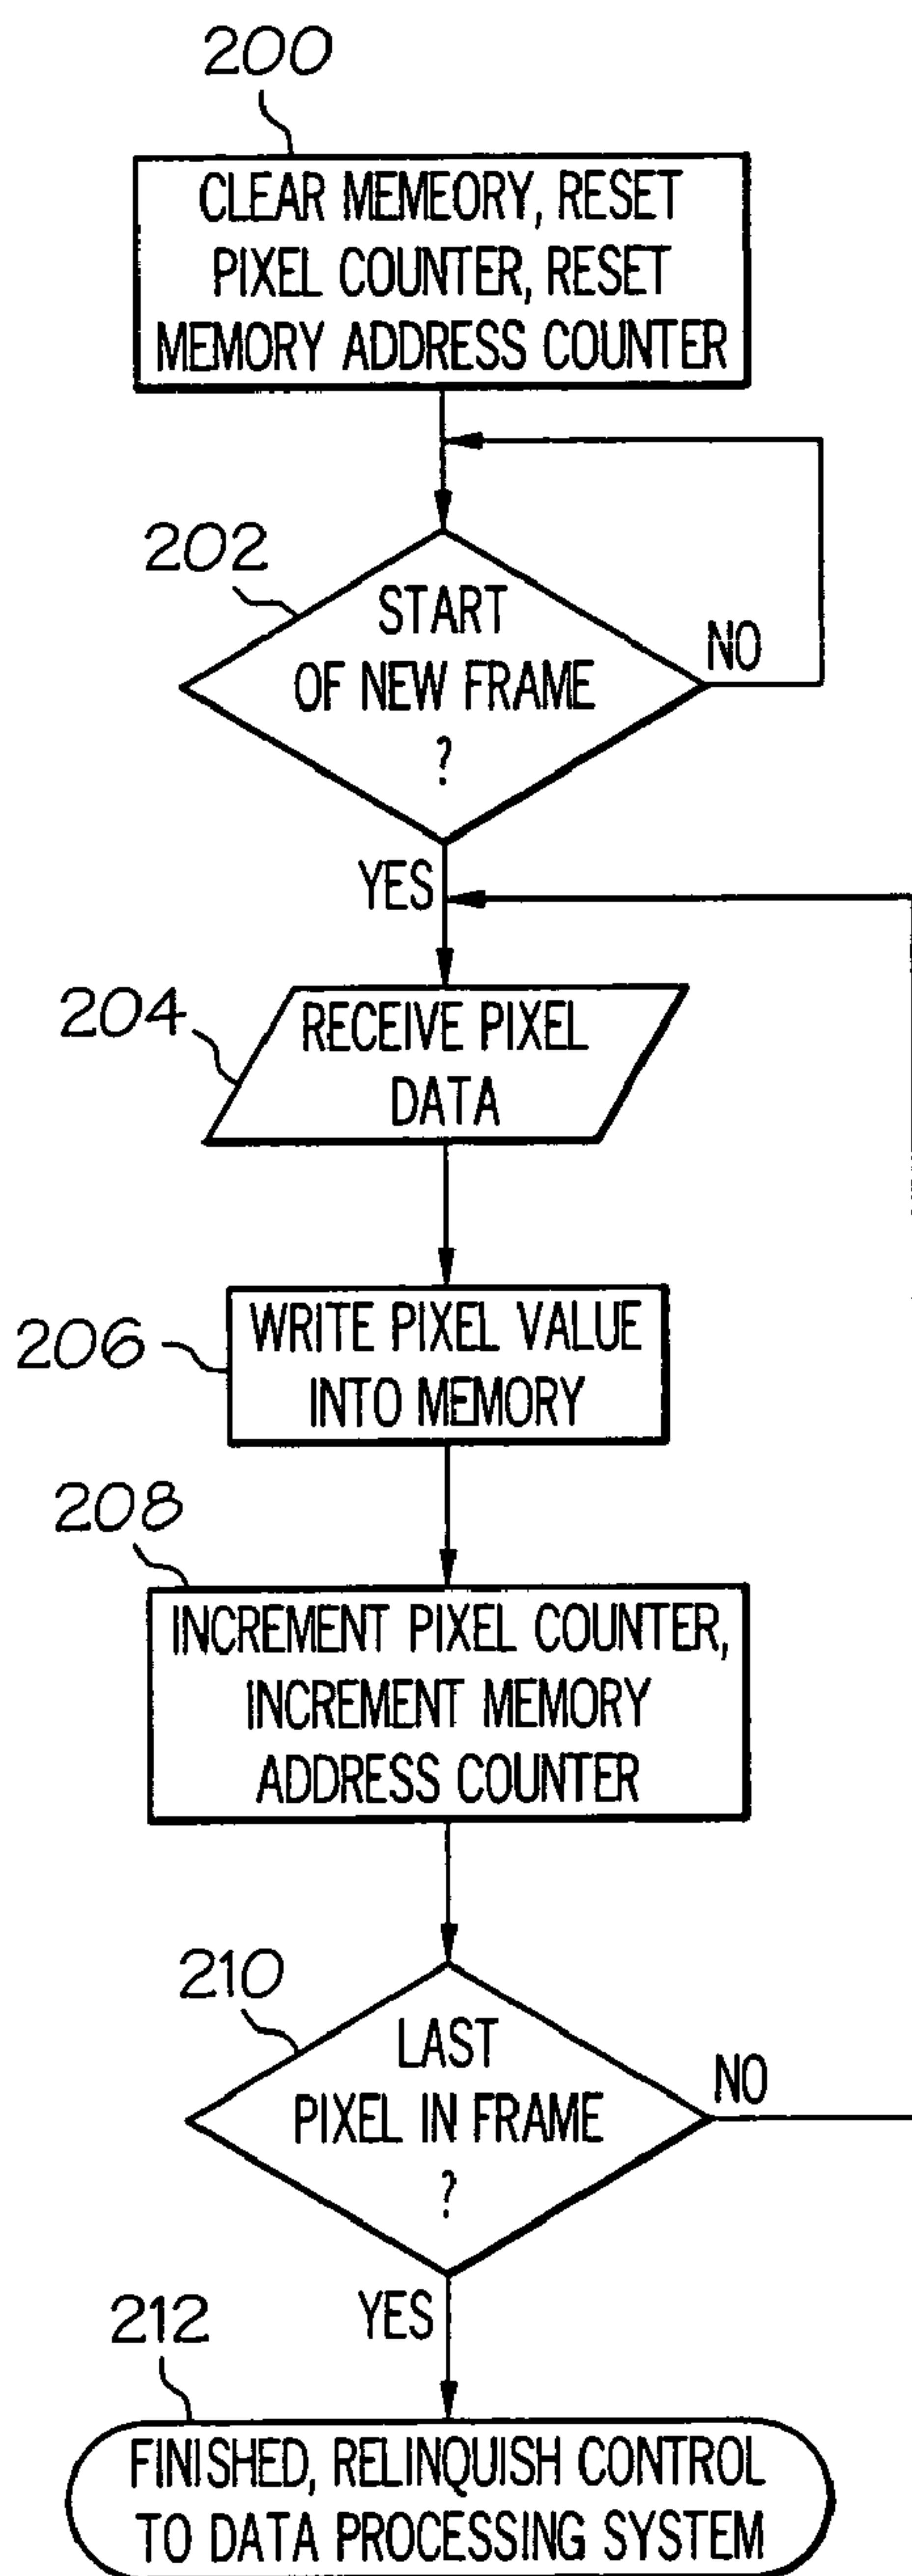 200
CLEAR MEMEORY, RESET
PIXEL COUNTER, RESET
MEMORY ADDRESS COUNTER
202
START
OF NEW FRAME
?
NO
YES
204
RECEIVE PIXEL
DATA
206
WRITE PIXEL VALUE
INTO MEMORY
208
INCREMENT PIXEL COUNTER,
INCREMENT MEMORY
ADDRESS COUNTER
210
LAST
PIXEL IN FRAME
?
NO
YES
212
FINISHED, RELINQUISH CONTROL
TO DATA PROCESSING SYSTEM